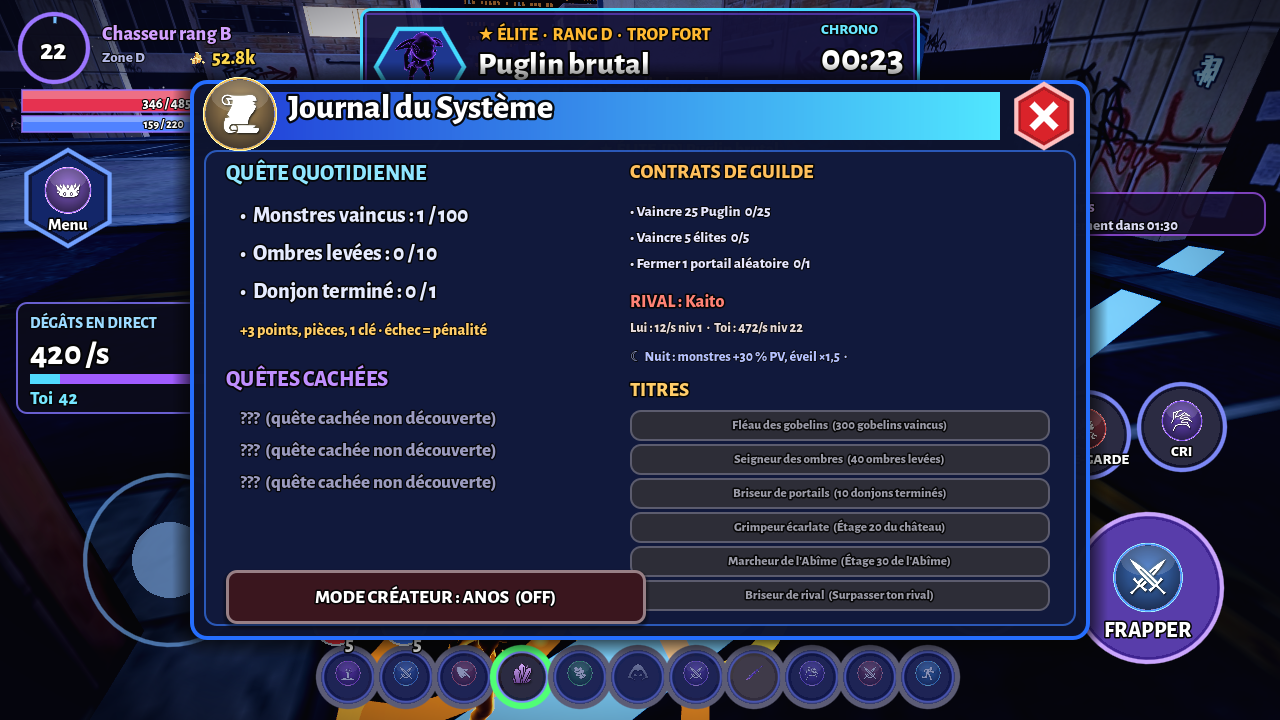 22
Chasseur rang B
Zone D
52.8k
346 / 485
159 / 220
★ ÉLITE · RANG D · TROP FORT
Puglin brutal
CHRONO
00:23
Journal du Système
Menu
QUÊTE QUOTIDIENNE
• Monstres vaincus : 1 / 100
• Ombres levées : 0 / 10
• Donjon terminé : 0 / 1
+3 points, pièces, 1 clé · échec = pénalité
QUÊTES CACHÉES
??? (quête cachée non découverte)
??? (quête cachée non découverte)
??? (quête cachée non découverte)
MODE CRÉATEUR : ANOS (OFF)
CONTRATS DE GUILDE
• Vaincre 25 Puglin 0/25
• Vaincre 5 élites 0/5
• Fermer 1 portail aléatoire 0/1
RIVAL : Kaito
Lui : 12/s niv 1 · Toi : 472/s niv 22
☾ Nuit : monstres +30 % PV, éveil ×1,5 ·
TITRES
Fléau des gobelins (300 gobelins vaincus)
Seigneur des ombres (40 ombres levées)
Briseur de portails (10 donjons terminés)
Grimpeur écarlate (Étage 20 du château)
Marcheur de l'Abîme (Étage 30 de l'Abîme)
Briseur de rival (Surpasser ton rival)
DÉGÂTS EN DIRECT
420 /s
Toi 42
ent dans 01:30
GARDE
CRI
FRAPPER
5
5